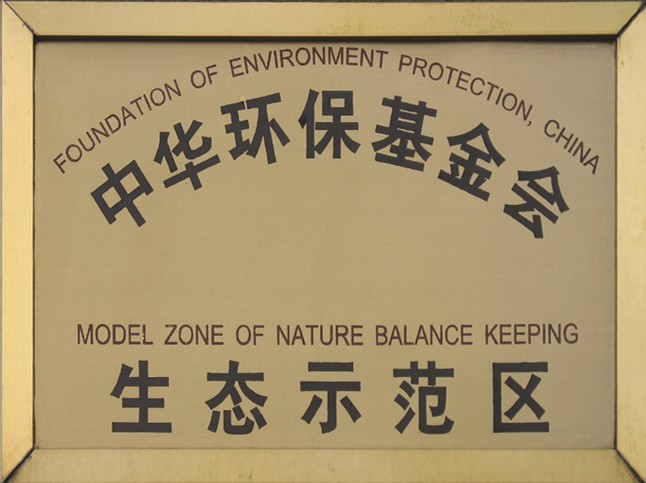 FOUNDATION OF ENVIRONMENT PROTECTION, CHINA
中华环保基金会
MODEL ZONE OF NATURE BALANCE KEEPING
生态示范区